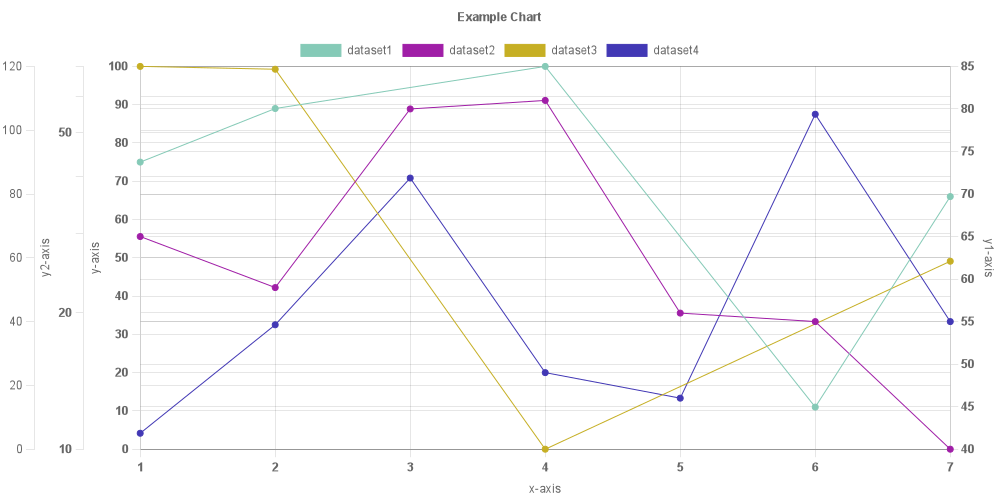 Example Chart
dataset1 dataset2 dataset3 dataset4
120 100 85
90 80
100 50 80 75
80 70 70
60 65
60 50 60
40 20 40 55
30 50
20 20 45
10
0 10 0 40
y2-axis
y-axis
y1-axis
1 2 3 4 5 6 7
x-axis